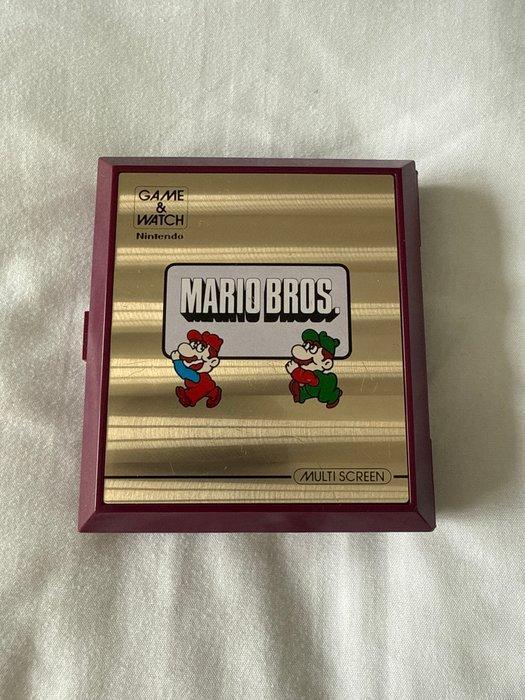 GAME
&
WATCH
Nintendo
MARIO BROS.
MULTI SCREEN